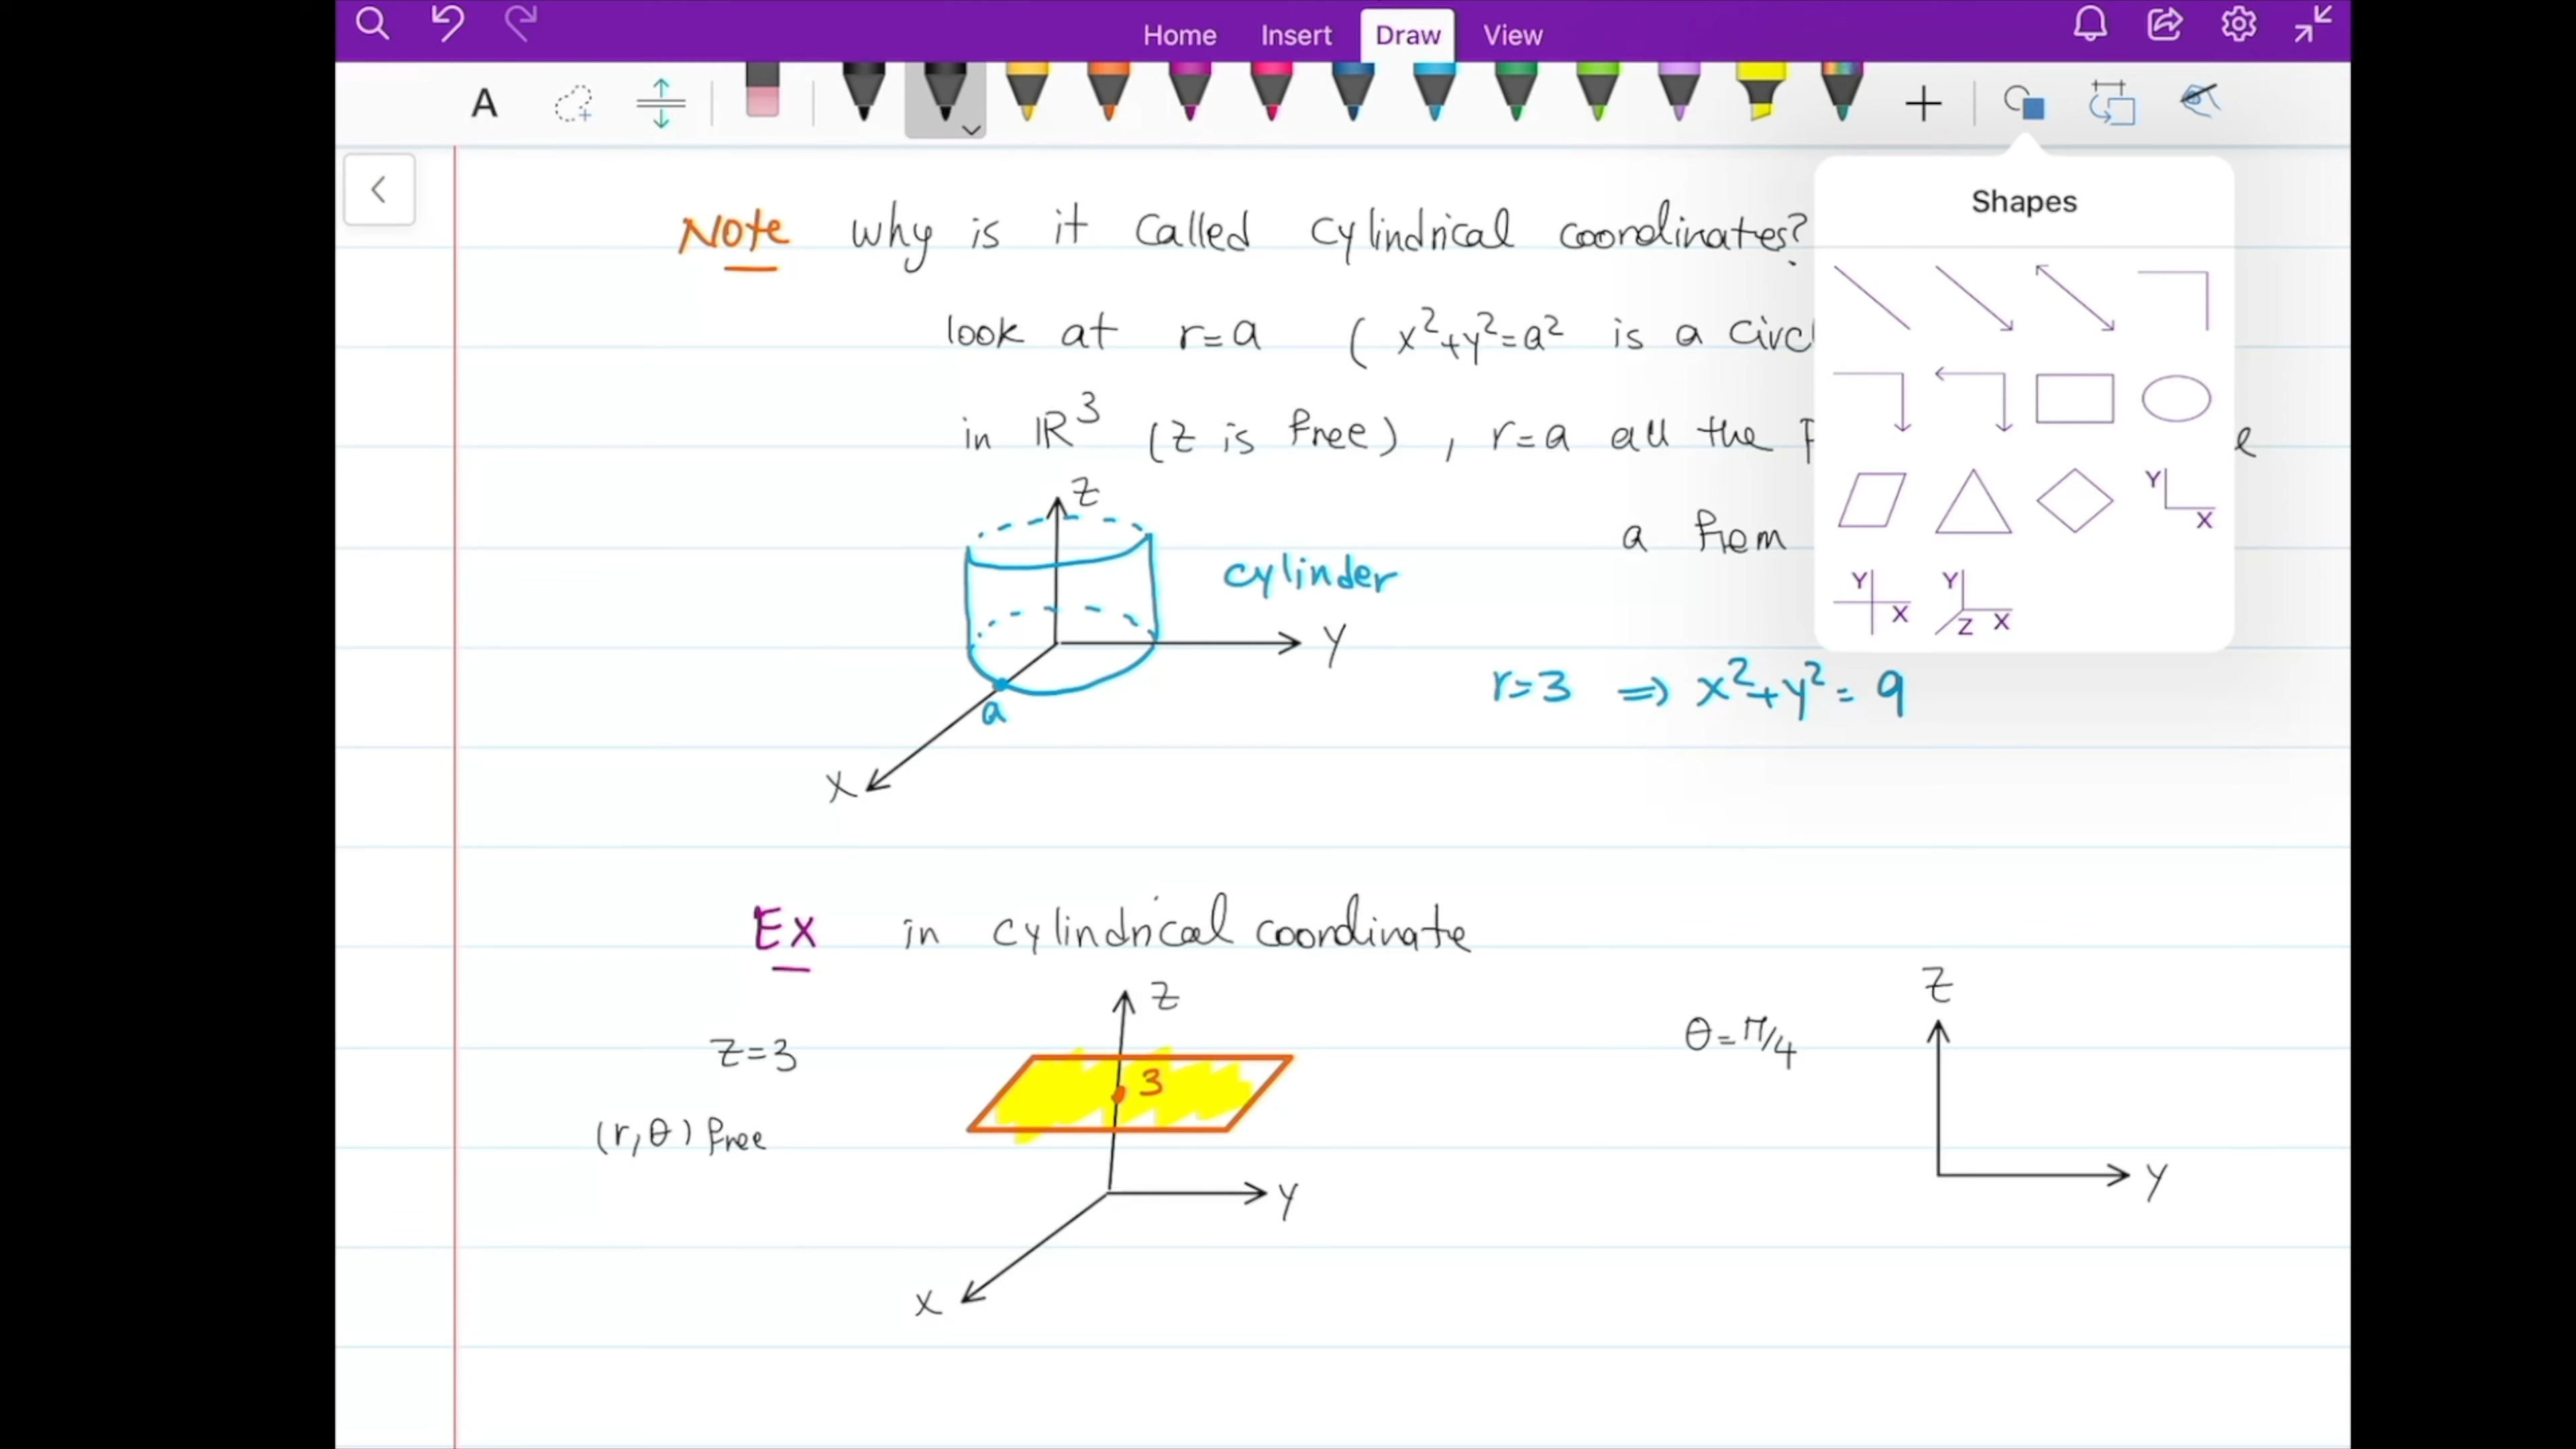 Home Insert Draw View
A
Shapes
Note why is it called cylindrical coordinates?
look at r=a ( x²+y²=a² is a
in ℝ³ (z is free) , r=a all the
a from
Y X
Y X
Y Z X
z
cylinder
y
a
x
r=3 ⇒ x²+y²= 9
Ex in cylindrical coordinate
z
z=3
3
(r,θ) free
y
x
θ=π/4
z
y